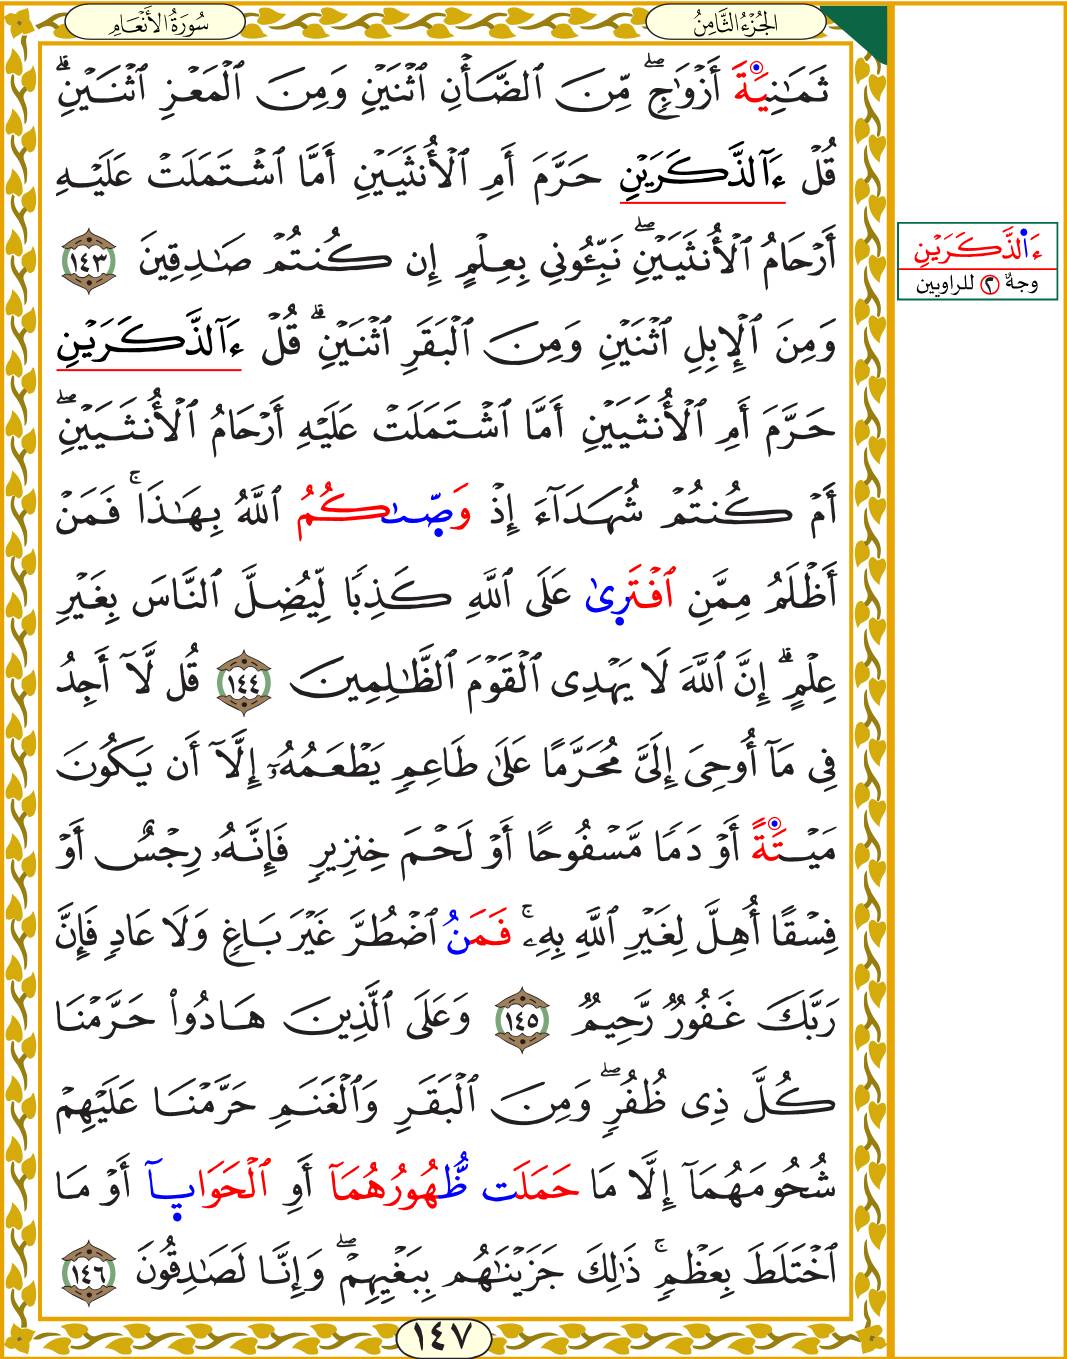 الجُزْءُ الثَّامِنُ
سُورَةُ الأَنْعَامِ
ثَمَـٰنِيَةَ أَزْوَٰجٍۖ مِّنَ ٱلضَّأْنِ ٱثْنَيْنِ وَمِنَ ٱلْمَعْزِ ٱثْنَيْنِۗ
قُلْ ءَآلذَّكَرَيْنِ حَرَّمَ أَمِ ٱلْأُنثَيَيْنِ أَمَّا ٱشْتَمَلَتْ عَلَيْهِ
أَرْحَامُ ٱلْأُنثَيَيْنِۖ نَبِّـُٔونِى بِعِلْمٍ إِن كُنتُمْ صَـٰدِقِينَ ١٤٣
وَمِنَ ٱلْإِبِلِ ٱثْنَيْنِ وَمِنَ ٱلْبَقَرِ ٱثْنَيْنِۗ قُلْ ءَآلذَّكَرَيْنِ
حَرَّمَ أَمِ ٱلْأُنثَيَيْنِ أَمَّا ٱشْتَمَلَتْ عَلَيْهِ أَرْحَامُ ٱلْأُنثَيَيْنِۖ
أَمْ كُنتُمْ شُهَدَآءَ إِذْ وَصّٜىٰكُمُ ٱللَّهُ بِهَـٰذَاۚ فَمَنْ
أَظْلَمُ مِمَّنِ ٱفْتَرٜىٰ عَلَى ٱللَّهِ كَذِبًا لِّيُضِلَّ ٱلنَّاسَ بِغَيْرِ
عِلْمٍۗ إِنَّ ٱللَّهَ لَا يَهْدِى ٱلْقَوْمَ ٱلظَّـٰلِمِينَ ١٤٤ قُل لَّآ أَجِدُ
فِى مَآ أُوحِىَ إِلَىَّ مُحَرَّمًا عَلَىٰ طَاعِمٍ يَطْعَمُهُۥٓ إِلَّآ أَن يَكُونَ
مَيْتَةً أَوْ دَمًا مَّسْفُوحًا أَوْ لَحْمَ خِنزِيرٍ فَإِنَّهُۥ رِجْسٌ أَوْ
فِسْقًا أُهِلَّ لِغَيْرِ ٱللَّهِ بِهِۦۚ فَمَنُ ٱضْطُرَّ غَيْرَ بَاغٍ وَلَا عَادٍ فَإِنَّ
رَبَّكَ غَفُورٌ رَّحِيمٌ ١٤٥ وَعَلَى ٱلَّذِينَ هَادُوا۟ حَرَّمْنَا
كُلَّ ذِى ظُفُرٍۖ وَمِنَ ٱلْبَقَرِ وَٱلْغَنَمِ حَرَّمْنَا عَلَيْهِمْ
شُحُومَهُمَآ إِلَّا مَا حَمَلَت ظُّهُورُهُمَآ أَوِ ٱلْحَوَايٜآ أَوْ مَا
ٱخْتَلَطَ بِعَظْمٍۚ ذَٰلِكَ جَزَيْنَـٰهُم بِبَغْيِهِمْۖ وَإِنَّا لَصَـٰدِقُونَ ١٤٦
ءَا۬لذَّكَرَيْنِ
وجهٌ ٢ للراويين
١٤٧